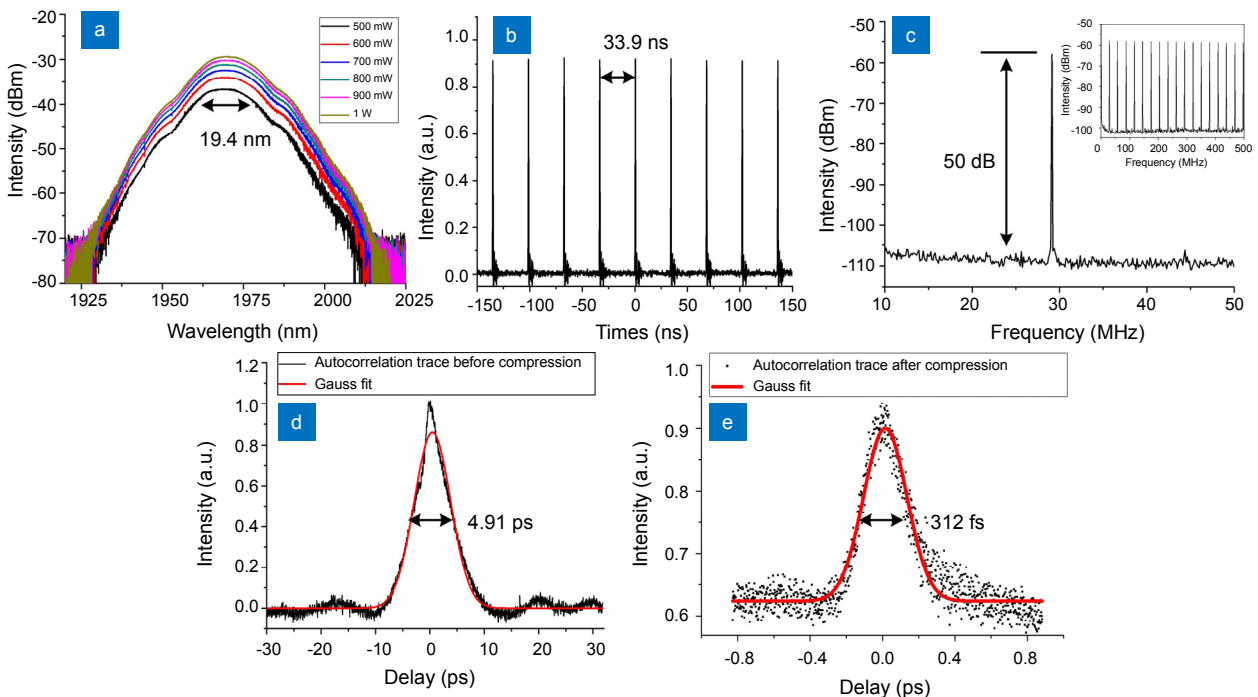 a
-20
-30
-40
-50
-60
-70
-80
Intensity (dBm)
500 mW
600 mW
700 mW
800 mW
900 mW
1 W
19.4 nm
1925 1950 1975 2000 2025
Wavelength (nm)
b
1.0
0.8
0.6
0.4
0.2
0.0
Intensity (a.u.)
33.9 ns
-150 -100 -50 0 50 100 150
Times (ns)
c
-50
-60
-70
-80
-90
-100
-110
Intensity (dBm)
50 dB
10 20 30 40 50
Frequency (MHz)
-50
-60
-70
-80
-90
-100
Intensity (dBm)
0 100 200 300 400 500
Frequency (MHz)
d
Autocorrelation trace before compression
Gauss fit
1.2
1.0
0.8
0.6
0.4
0.2
0.0
Intensity (a.u.)
4.91 ps
-30 -20 -10 0 10 20 30
Delay (ps)
e
Autocorrelation trace after compression
Gauss fit
1.0
0.9
0.8
0.7
0.6
Intensity (a.u.)
312 fs
-0.8 -0.4 0.0 0.4 0.8
Delay (ps)